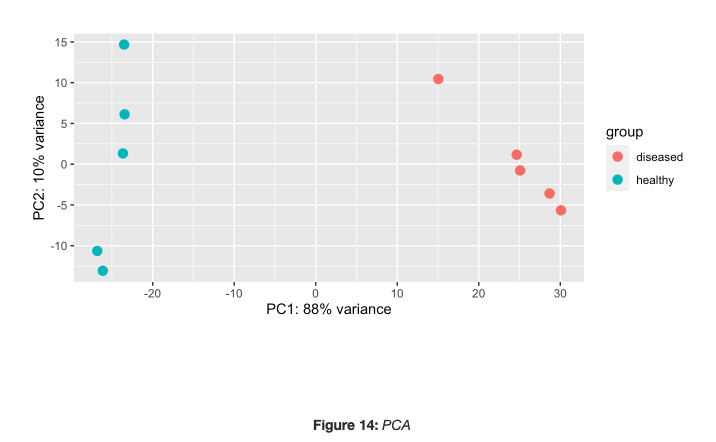 15
10
5
0
-5
-10
PC2: 10% variance
-20 -10 0 10 20 30
PC1: 88% variance
group
diseased
healthy
Figure 14: PCA